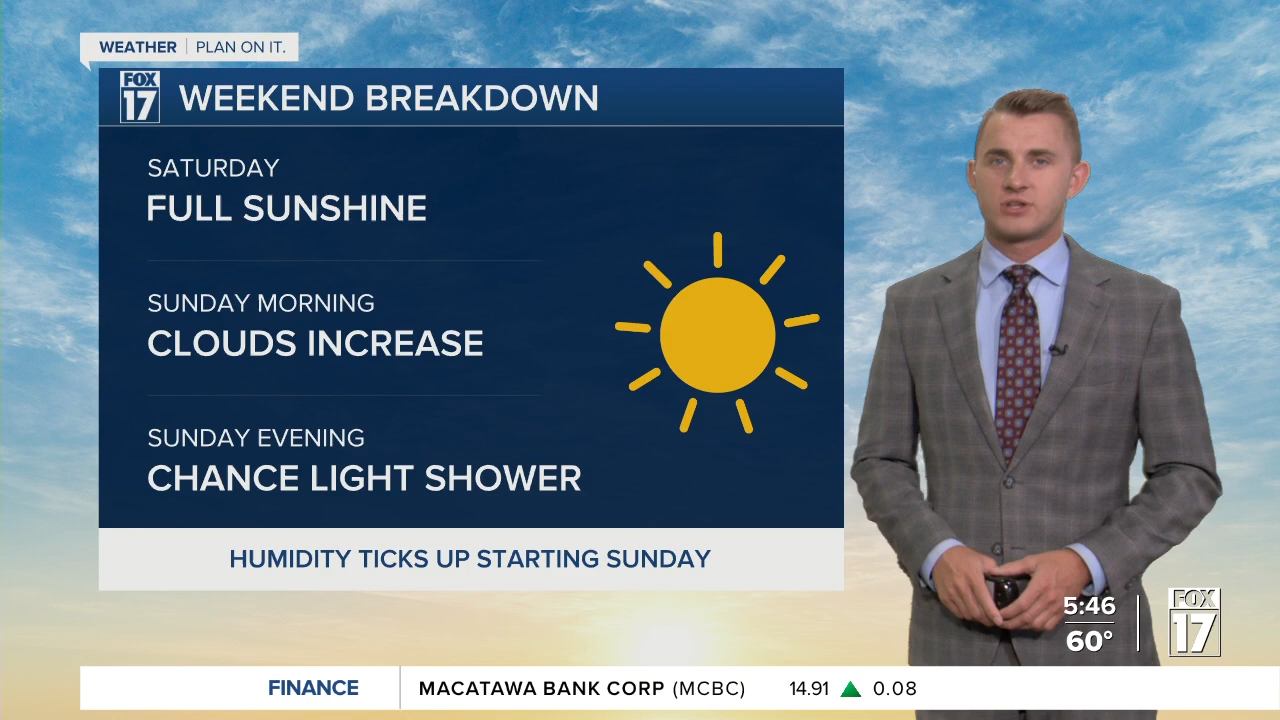 WEATHER | PLAN ON IT.
FOX 17 WEEKEND BREAKDOWN
SATURDAY
FULL SUNSHINE
SUNDAY MORNING
CLOUDS INCREASE
SUNDAY EVENING
CHANCE LIGHT SHOWER
HUMIDITY TICKS UP STARTING SUNDAY
5:46
60°
FOX
17
FINANCE MACATAWA BANK CORP (MCBC) 14.91 ▲ 0.08